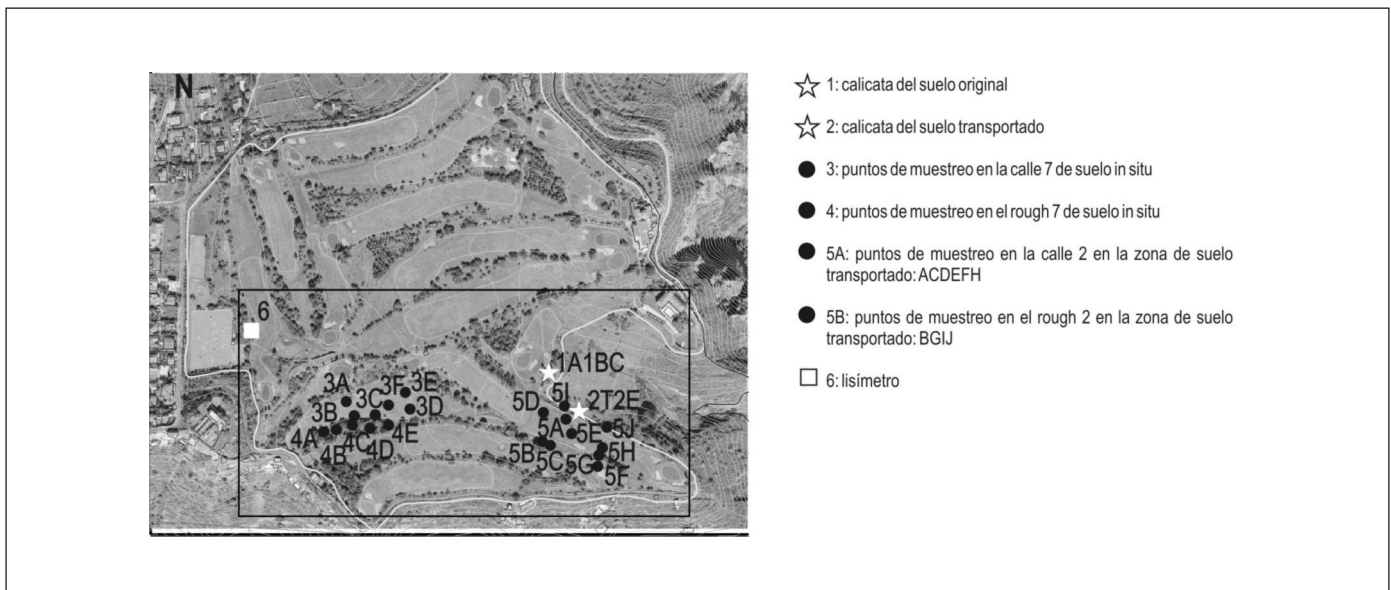 N
6
1A1BC
3A
3F
3E
3C
3B
3D
5D
5I
2T2E
4A
4C
4E
5A
5E
5J
4B
4D
5B
5C
5G
5H
5F
1: calicata del suelo original
2: calicata del suelo transportado
3: puntos de muestreo en la calle 7 de suelo in situ
4: puntos de muestreo en el rough 7 de suelo in situ
5A: puntos de muestreo en la calle 2 en la zona de suelo
transportado: ACDEFH
5B: puntos de muestreo en el rough 2 en la zona de suelo
transportado: BGIJ
6: lisímetro